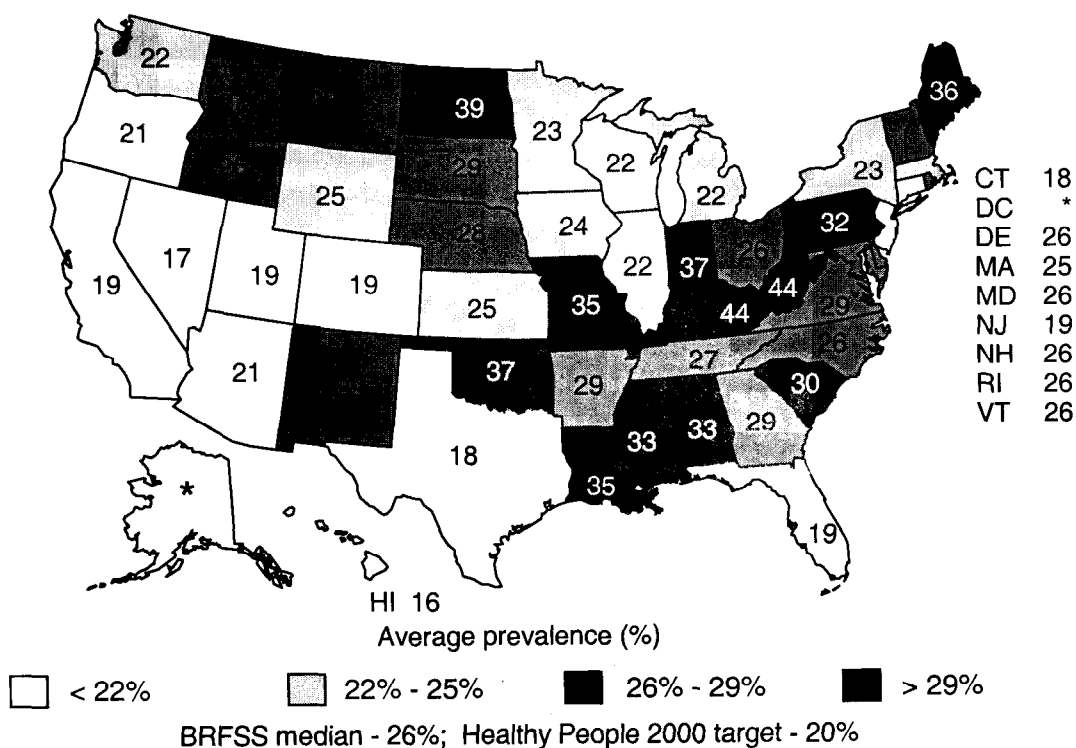 22
39
36
21
23
29
22
23
CT 18
25
22
DC *
24
28
32
DE 26
26
MA 25
17
22
37
44
19
19
19
29
MD 26
25
35
44
NJ 19
26
NH 26
27
21
37
29
30
RI 26
29
VT 26
33
33
18
35
*
19
HI 16
Average prevalence (%)
< 22% 22% - 25% 26% - 29% > 29%
BRFSS median - 26%; Healthy People 2000 target - 20%